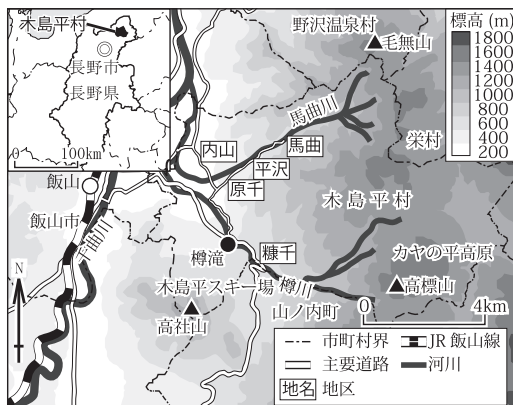 木島平村
長野市
長野県
0 100km
野沢温泉村
毛無山
標高(m)
1800
1600
1400
1200
1000
800
600
400
200
馬曲川
栄村
内山
馬曲
平沢
原千
飯山
飯山市
千曲川
木島平村
樽滝
糠千
カヤの平高原
樽川
高標山
木島平スキー場
山ノ内町
高社山
N
0 4km
市町村界
JR飯山線
主要道路
河川
地名 地区